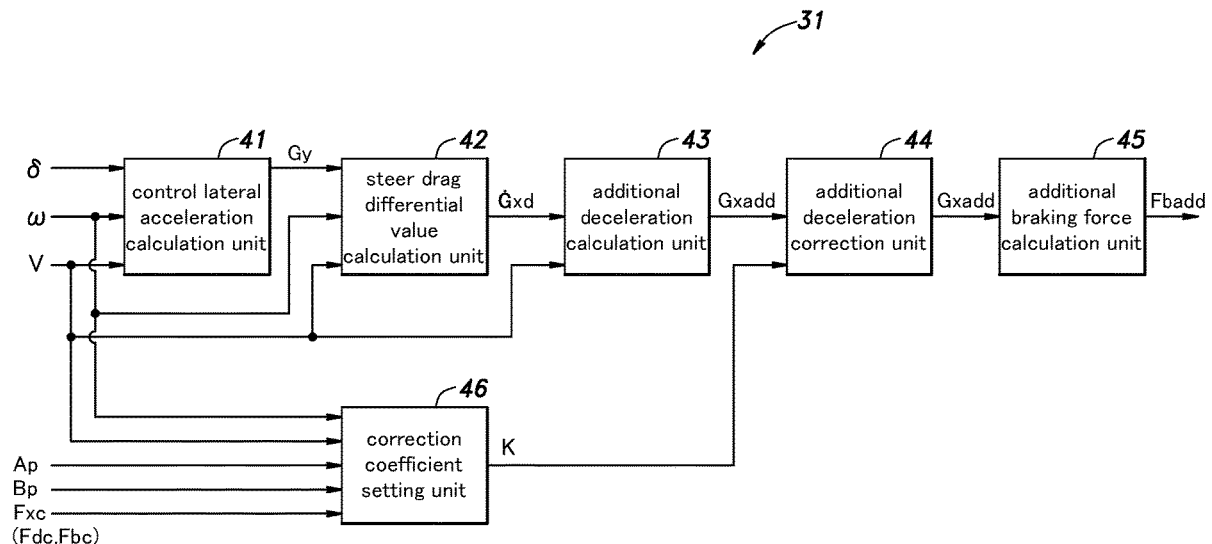 31
41
42
43
44
45
δ
ω
V
control lateral
acceleration
calculation unit
Gy
steer drag
differential
value
calculation unit
Ġxd
additional
deceleration
calculation unit
Gxadd
additional
deceleration
correction unit
Gxadd
additional
braking force
calculation unit
Fbadd
46
correction
coefficient
setting unit
K
Ap
Bp
Fxc
(Fdc,Fbc)